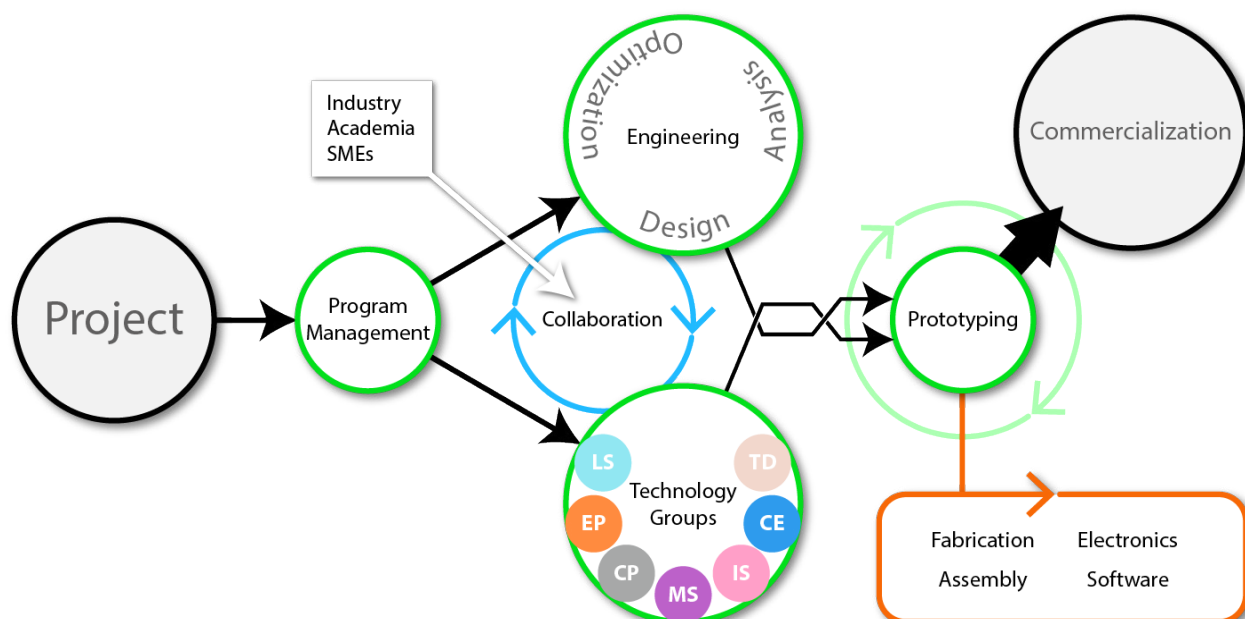 Project
Program
Management
Industry
Academia
SMEs
Optimization
Analysis
Engineering
Design
Collaboration
LS
TD
Technology
Groups
EP
CE
CP
IS
MS
Prototyping
Commercialization
Fabrication
Electronics
Assembly
Software